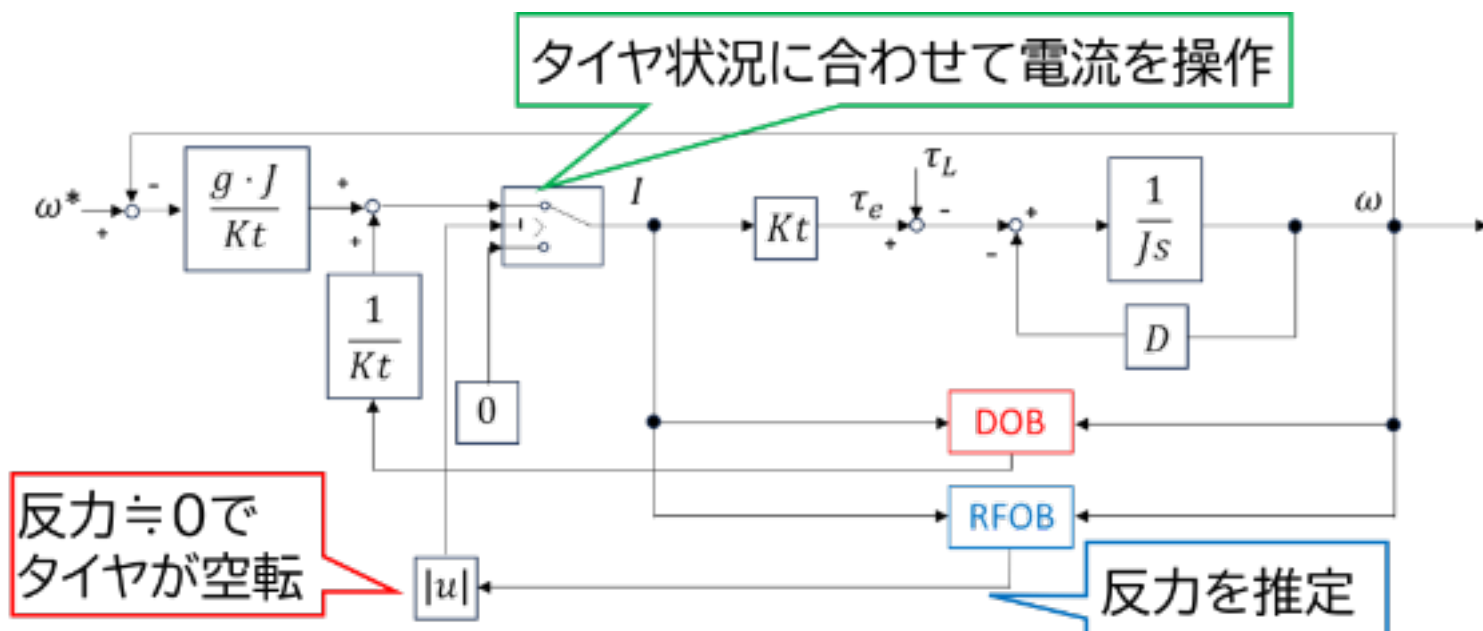 タイヤ状況に合わせて電流を操作
ω*
+
-
g · J
Kt
+
+
1
Kt
0
>
I
Kt
τe
+
τL
-
+
-
1
Js
D
ω
DOB
RFOB
|u|
反力≒0で
タイヤが空転
反力を推定